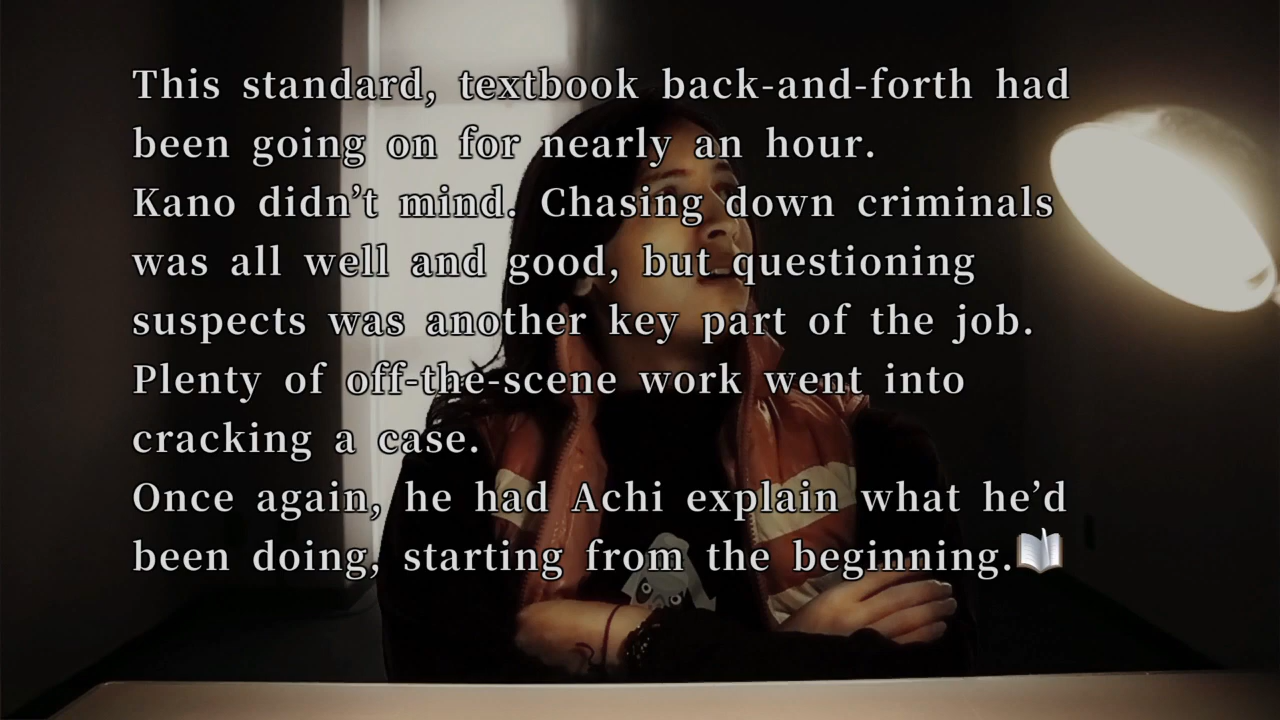 This standard, textbook back-and-forth had
been going on for nearly an hour.
Kano didn’t mind. Chasing down criminals
was all well and good, but questioning
suspects was another key part of the job.
Plenty of off-the-scene work went into
cracking a case.
Once again, he had Achi explain what he’d
been doing, starting from the beginning.